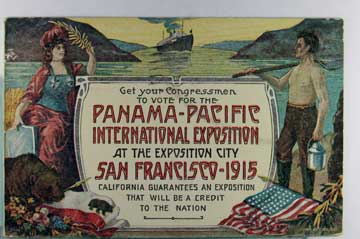 Get your Congressmen
TO VOTE FOR THE
PANAMA-PACIFIC
INTERNATIONAL EXPOSITION
AT THE EXPOSITION CITY
SAN FRANCISCO-1915
CALIFORNIA GUARANTEES AN EXPOSITION
THAT WILL BE A CREDIT
TO THE NATION